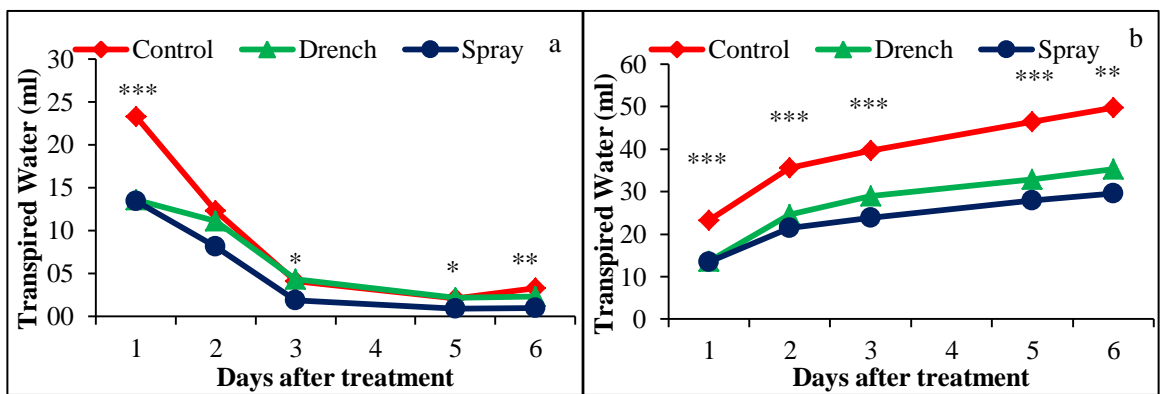 Control Drench Spray a
Transpired Water (ml)
30
25
20
15
10
05
00
***
*
*
**
1 2 3 4 5 6
Days after treatment
Control Drench Spray b
Transpired Water (ml)
60
50
40
30
20
10
0
***
***
***
***
**
1 2 3 4 5 6
Days after treatment